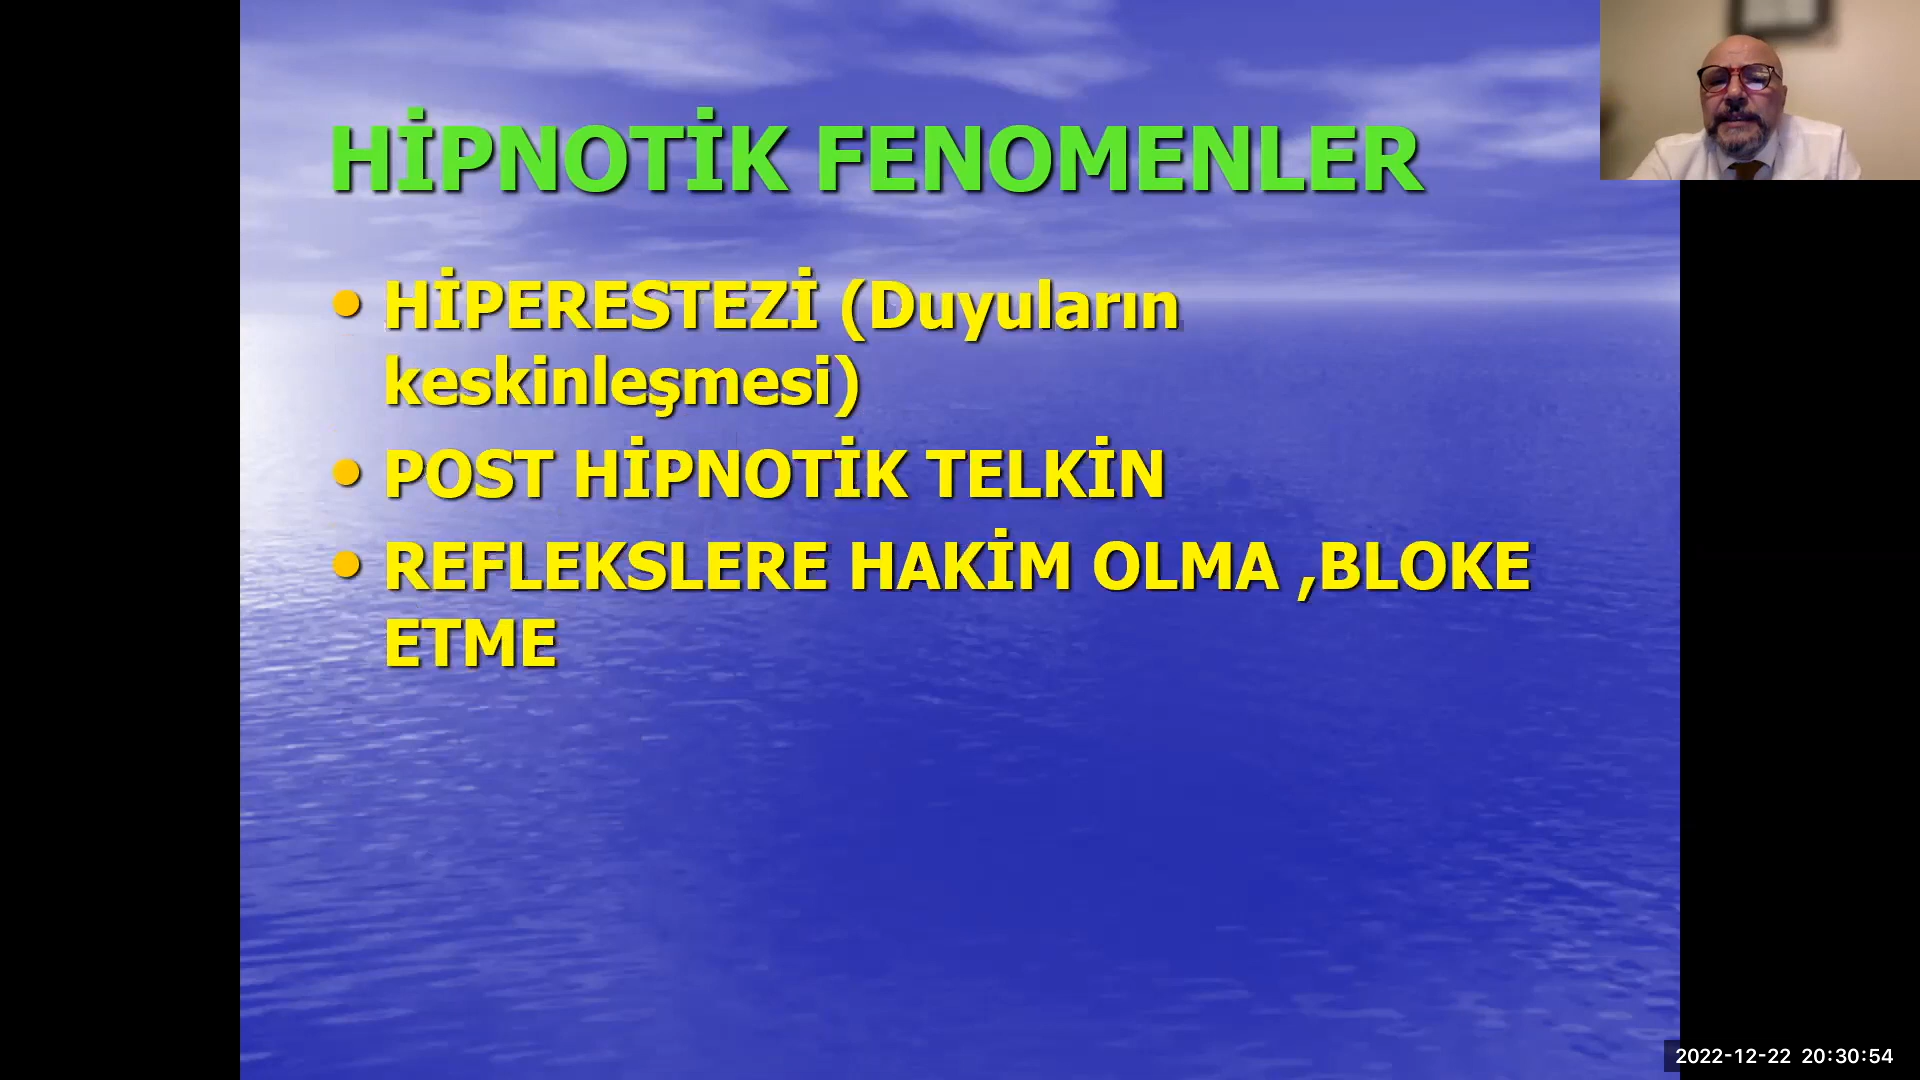 HİPNOTİK FENOMENLER
• HİPERESTEZİ (Duyuların
keskinleşmesi)
• POST HİPNOTİK TELKİN
• REFLEKSLERE HAKİM OLMA ,BLOKE
ETME
2022-12-22 20:30:54